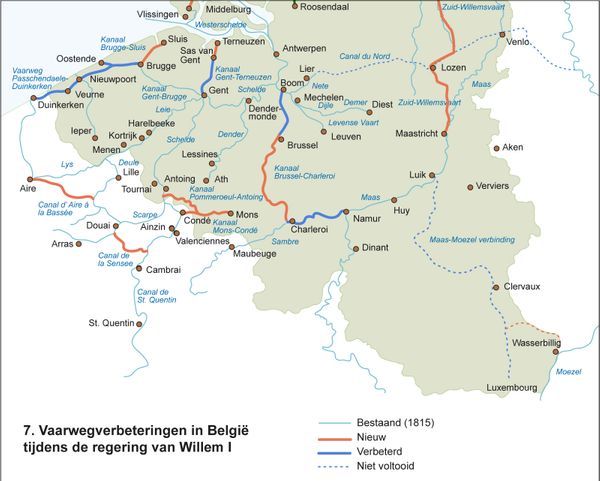 Middelburg
Roosendaal
Vlissingen
Westerschelde
Zuid-Willemsvaart
Kanaal
Brugge-Sluis
Sluis
Terneuzen
Sas van
Gent
Antwerpen
Venlo
Oostende
Canal du Nord
Vaarweg
Passchendaele-
Duinkerken
Nieuwpoort
Brugge
Kanaal
Gent-Terneuzen
Lier
Lozen
Boom
Nete
Maas
Veurne
Kanaal
Gent-Brugge
Gent
Schelde
Mechelen
Duinkerken
Dijle
Demer
Diest
Zuid-Willemsvaart
Leie
Dender-
monde
IJere
Harelbeeke
Leuven
Levense Vaart
Maastricht
Ieper
Kortrijk
Schelde
Dender
Brussel
Menen
Aken
Lys
Deule
Lille
Lessines
Kanaal
Brussel-Charleroi
Luik
Aire
Tournai
Antoing
Ath
Verviers
Kanaal
Pommeroeul-Antoing
Maas
Huy
Canal d' Aire à
la Bassée
Scarpe
Condé
Mons
Namur
Douai
Ainzin
Kanaal
Mons-Condé
Charleroi
Valenciennes
Sambre
Maas-Moezel verbinding
Arras
Maubeuge
Dinant
Canal de
la Sensee
Cambrai
Clervaux
Canal de
St. Quentin
St. Quentin
Wasserbillig
Moezel
Luxembourg
7. Vaarwegverbeteringen in België
tijdens de regering van Willem I
Bestaand (1815)
Nieuw
Verbeterd
Niet voltooid